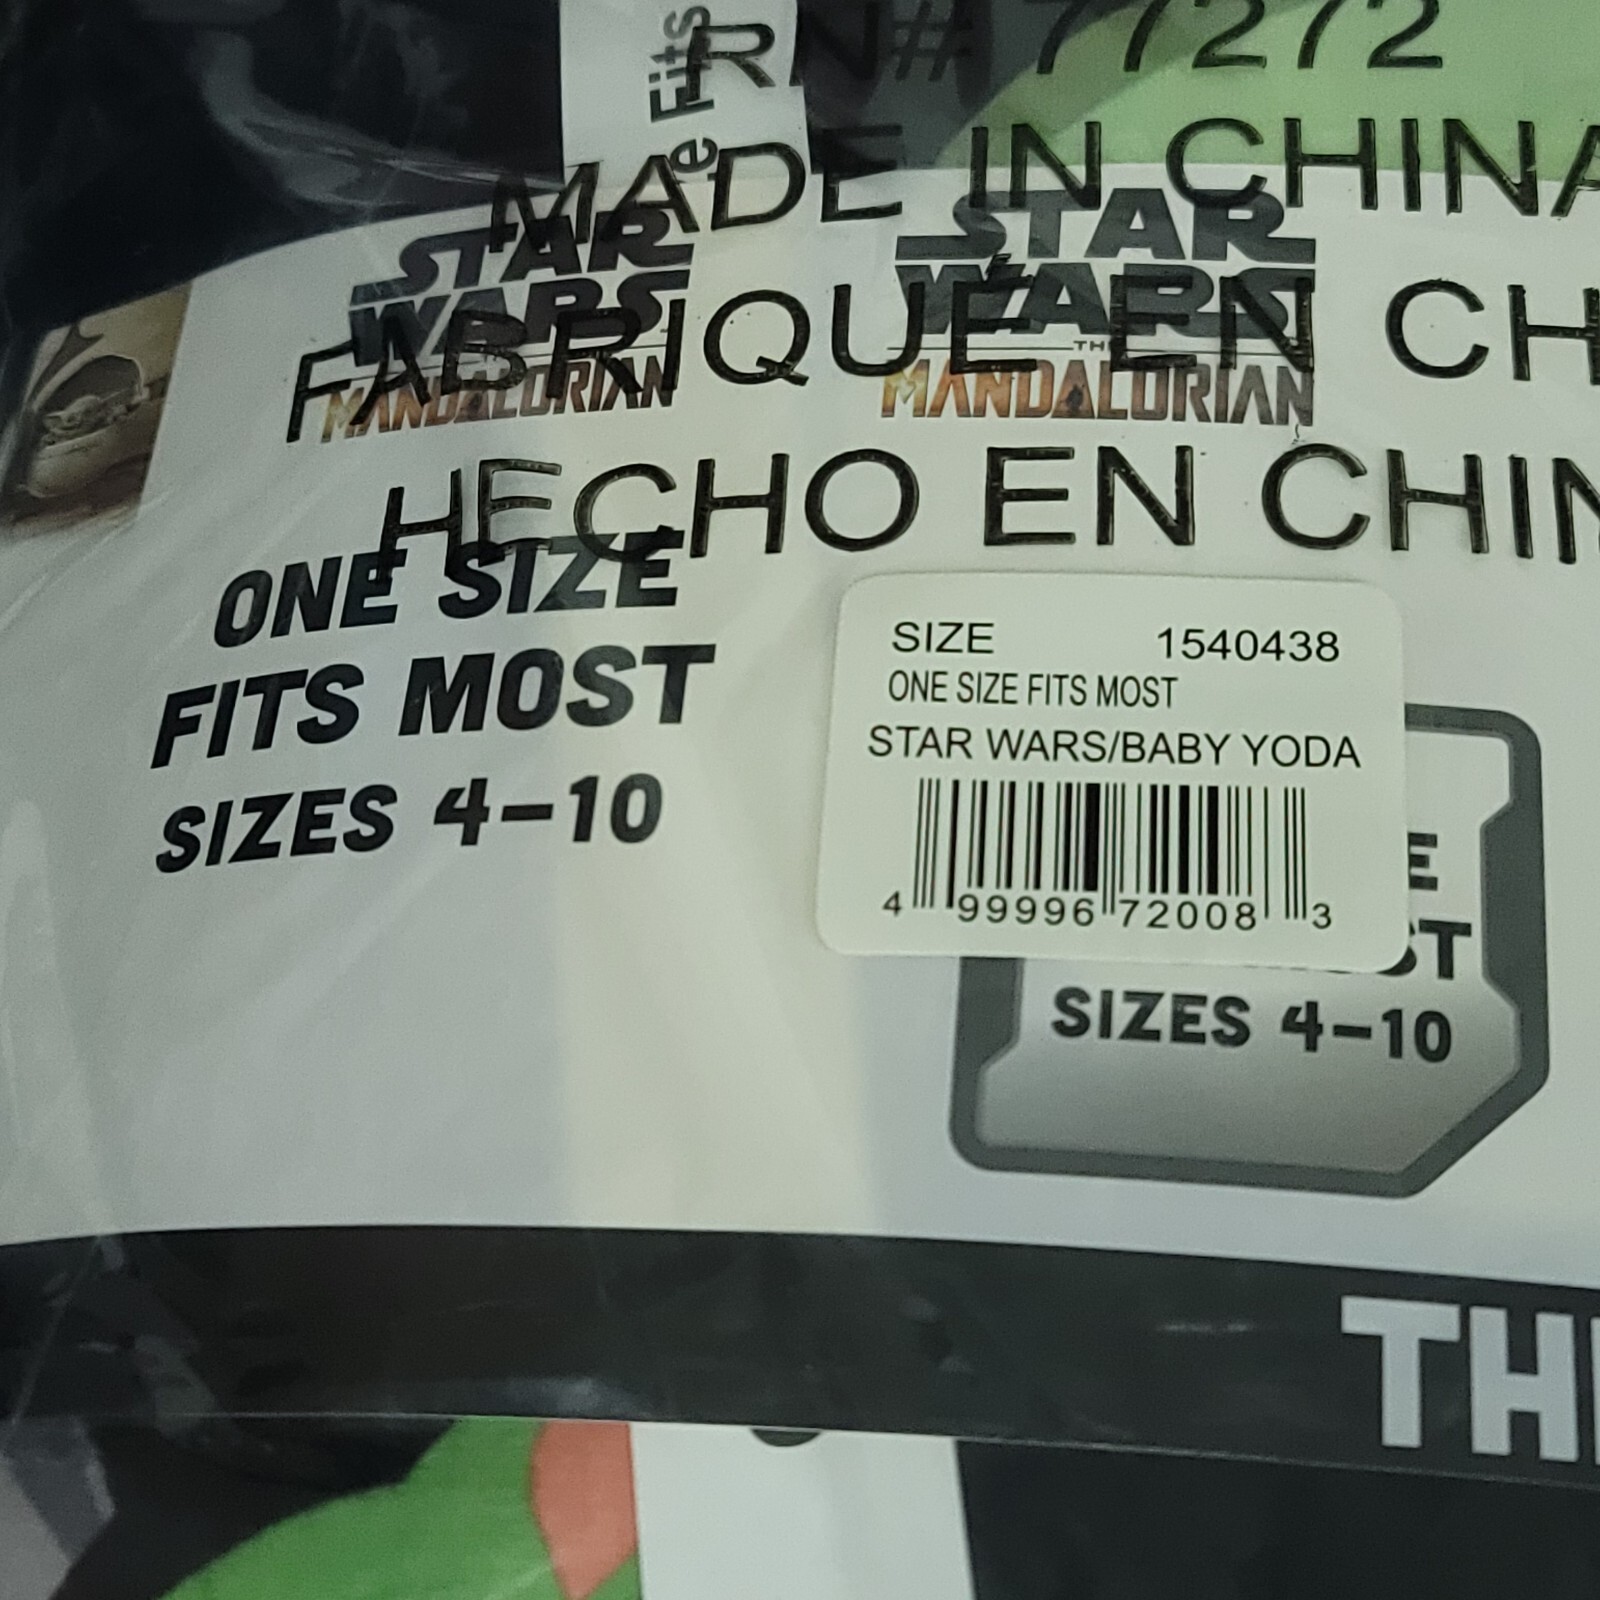 Fits
RN# 77272
MADE IN CHINA
STAR WARS
MANDALORIAN
STAR WARS
THE
MANDALORIAN
FABRIQUÉ EN CH
HECHO EN CHIN
ONE SIZE
FITS MOST
SIZES 4-10
SIZE 1540438
ONE SIZE FITS MOST
STAR WARS/BABY YODA
4 99996 72008 3
SIZES 4-10